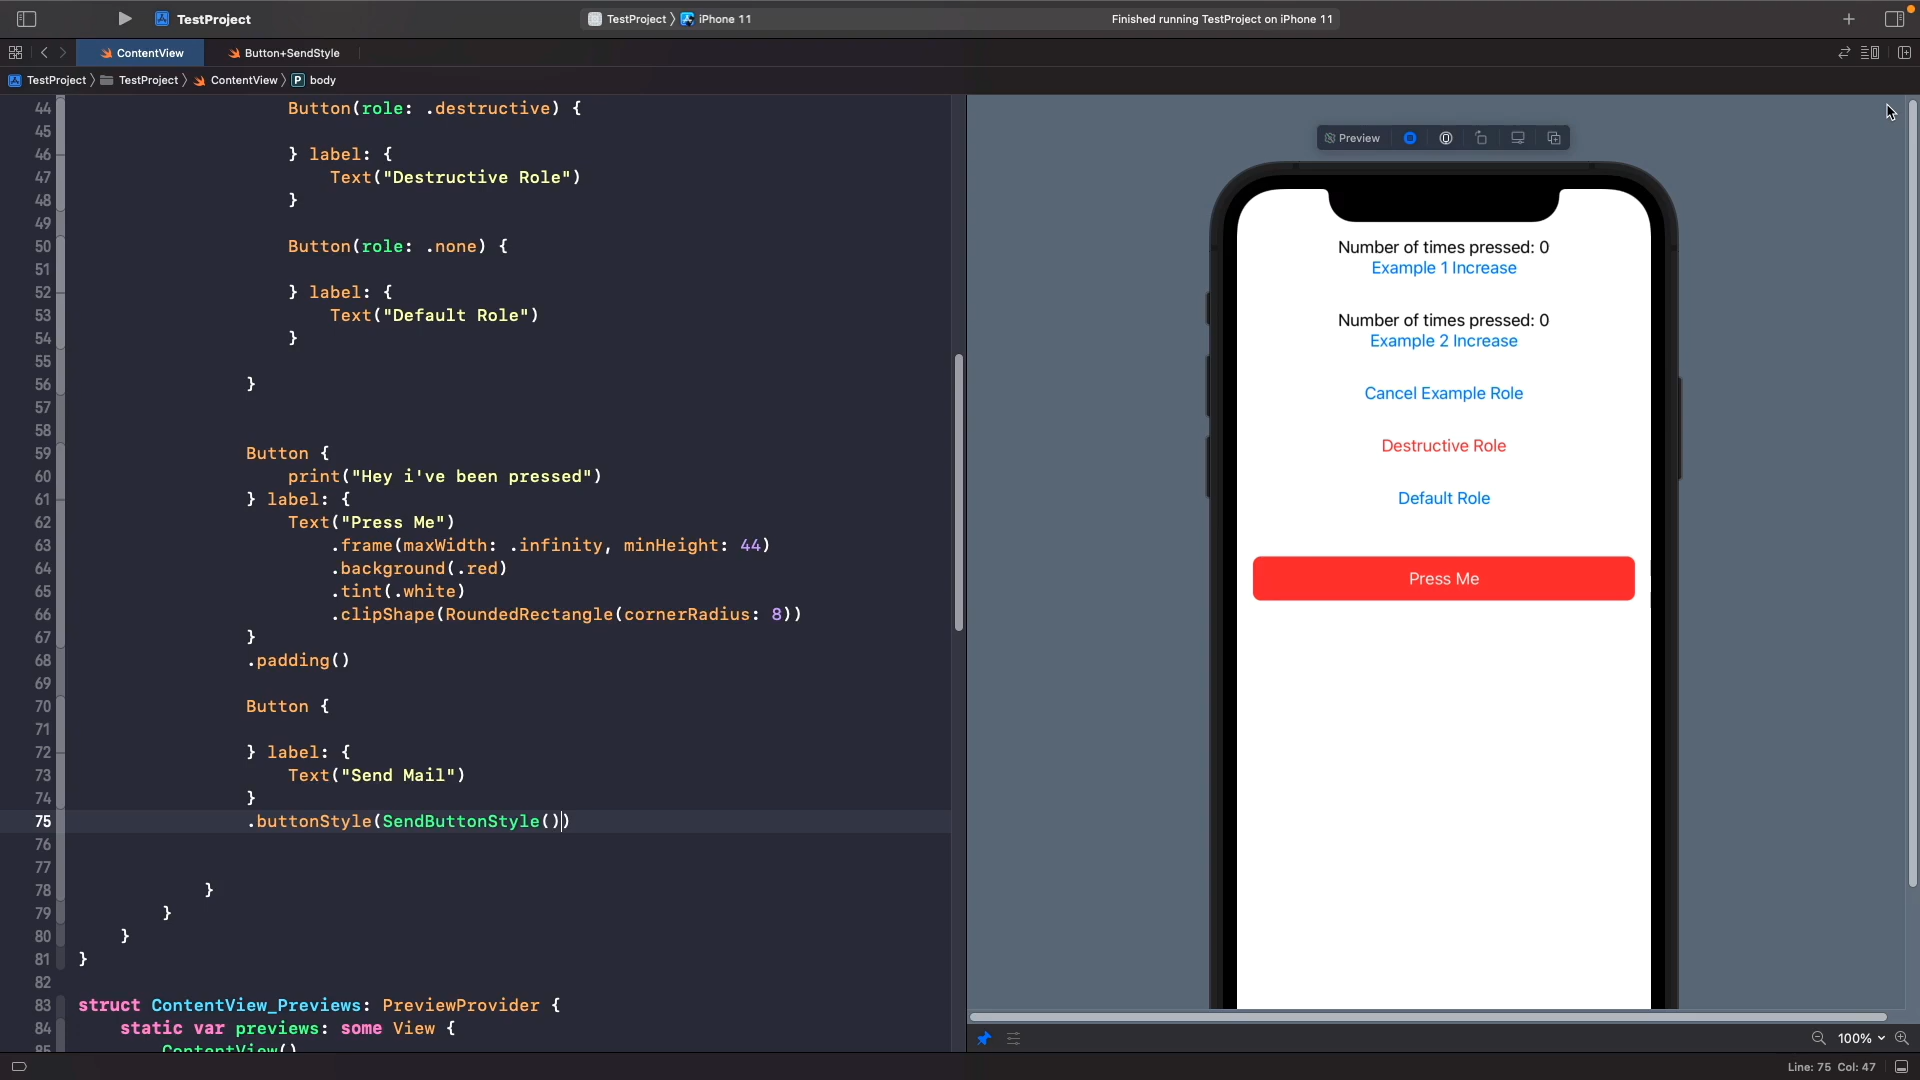 TestProject
TestProject 〉 iPhone 11
Finished running TestProject on iPhone 11
ContentView
Button+SendStyle
TestProject 〉 TestProject 〉 ContentView 〉 P body
44 Button(role: .destructive) {
45
46 } label: {
47 Text("Destructive Role")
48 }
49
50 Button(role: .none) {
51
52 } label: {
53 Text("Default Role")
54 }
55
56 }
57
58
59 Button {
60 print("Hey i've been pressed")
61 } label: {
62 Text("Press Me")
63 .frame(maxWidth: .infinity, minHeight: 44)
64 .background(.red)
65 .tint(.white)
66 .clipShape(RoundedRectangle(cornerRadius: 8))
67 }
68 .padding()
69
70 Button {
71
72 } label: {
73 Text("Send Mail")
74 }
75 .buttonStyle(SendButtonStyle())
76
77
78 }
79 }
80 }
81 }
82
83 struct ContentView_Previews: PreviewProvider {
84 static var previews: some View {
85 ContentView()
Preview
Number of times pressed: 0
Example 1 Increase
Number of times pressed: 0
Example 2 Increase
Cancel Example Role
Destructive Role
Default Role
Press Me
100%
Line: 75 Col: 47